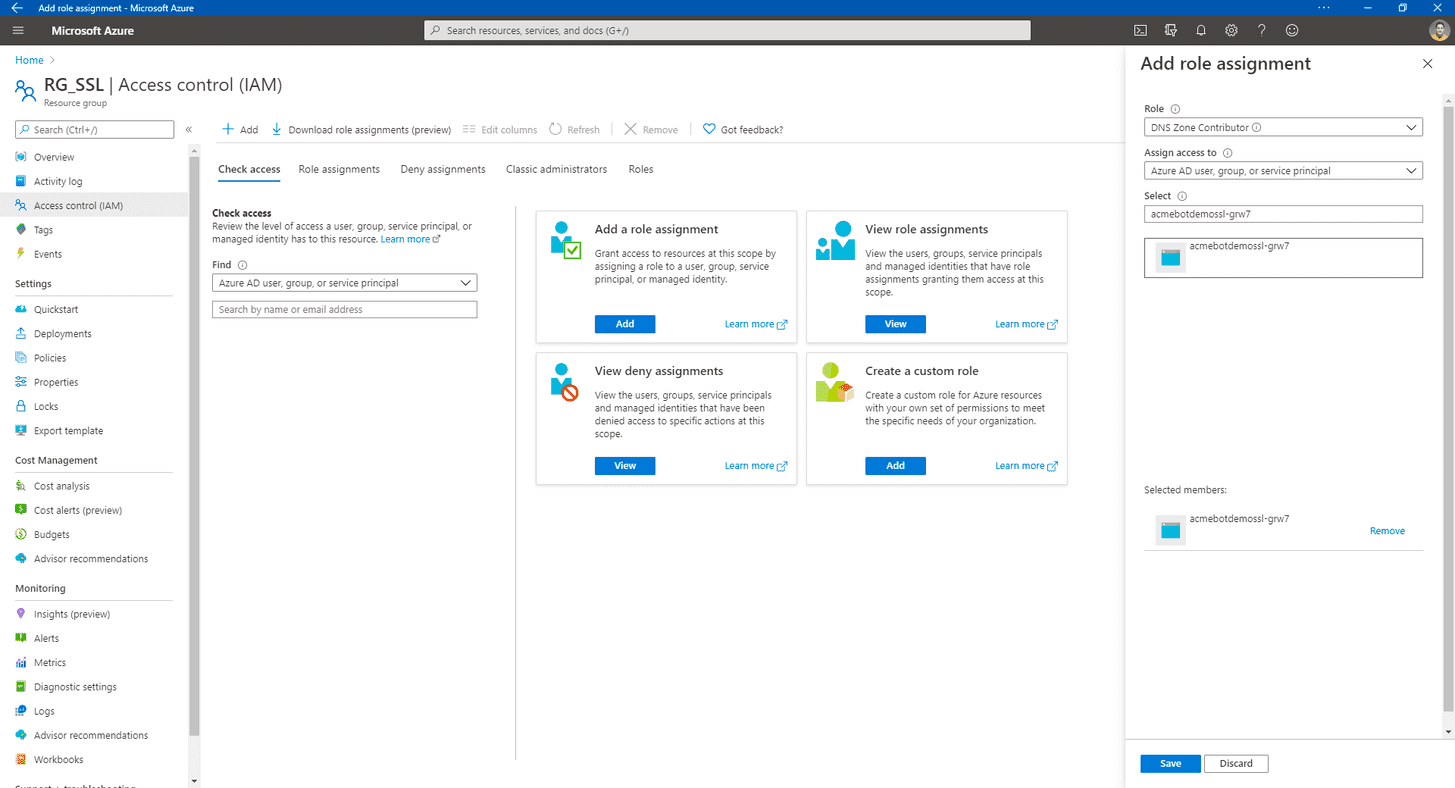 Add role assignment - Microsoft Azure
Microsoft Azure
Search resources, services, and docs (G+/)
Home
RG_SSL | Access control (IAM)
Resource group
Search (Ctrl+/)
Overview
Activity log
Access control (IAM)
Tags
Events
Settings
Quickstart
Deployments
Policies
Properties
Locks
Export template
Cost Management
Cost analysis
Cost alerts (preview)
Budgets
Advisor recommendations
Monitoring
Insights (preview)
Alerts
Metrics
Diagnostic settings
Logs
Advisor recommendations
Workbooks
Support + troubleshooting
Add
Download role assignments (preview)
Edit columns
Refresh
Remove
Got feedback?
Check access
Role assignments
Deny assignments
Classic administrators
Roles
Check access
Review the level of access a user, group, service principal, or
managed identity has to this resource. Learn more
Find
Azure AD user, group, or service principal
Search by name or email address
Add a role assignment
Grant access to resources at this scope by
assigning a role to a user, group, service
principal, or managed identity.
Add
Learn more
View role assignments
View the users, groups, service principals
and managed identities that have role
assignments granting them access at this
scope.
View
Learn more
View deny assignments
View the users, groups, service principals
and managed identities that have been
denied access to specific actions at this
scope.
View
Learn more
Create a custom role
Create a custom role for Azure resources
with your own set of permissions to meet
the specific needs of your organization.
Add
Learn more
Add role assignment
Role
DNS Zone Contributor
Assign access to
Azure AD user, group, or service principal
Select
acmebotdemossl-grw7
acmebotdemossl-grw7
Selected members:
acmebotdemossl-grw7
Remove
Save
Discard